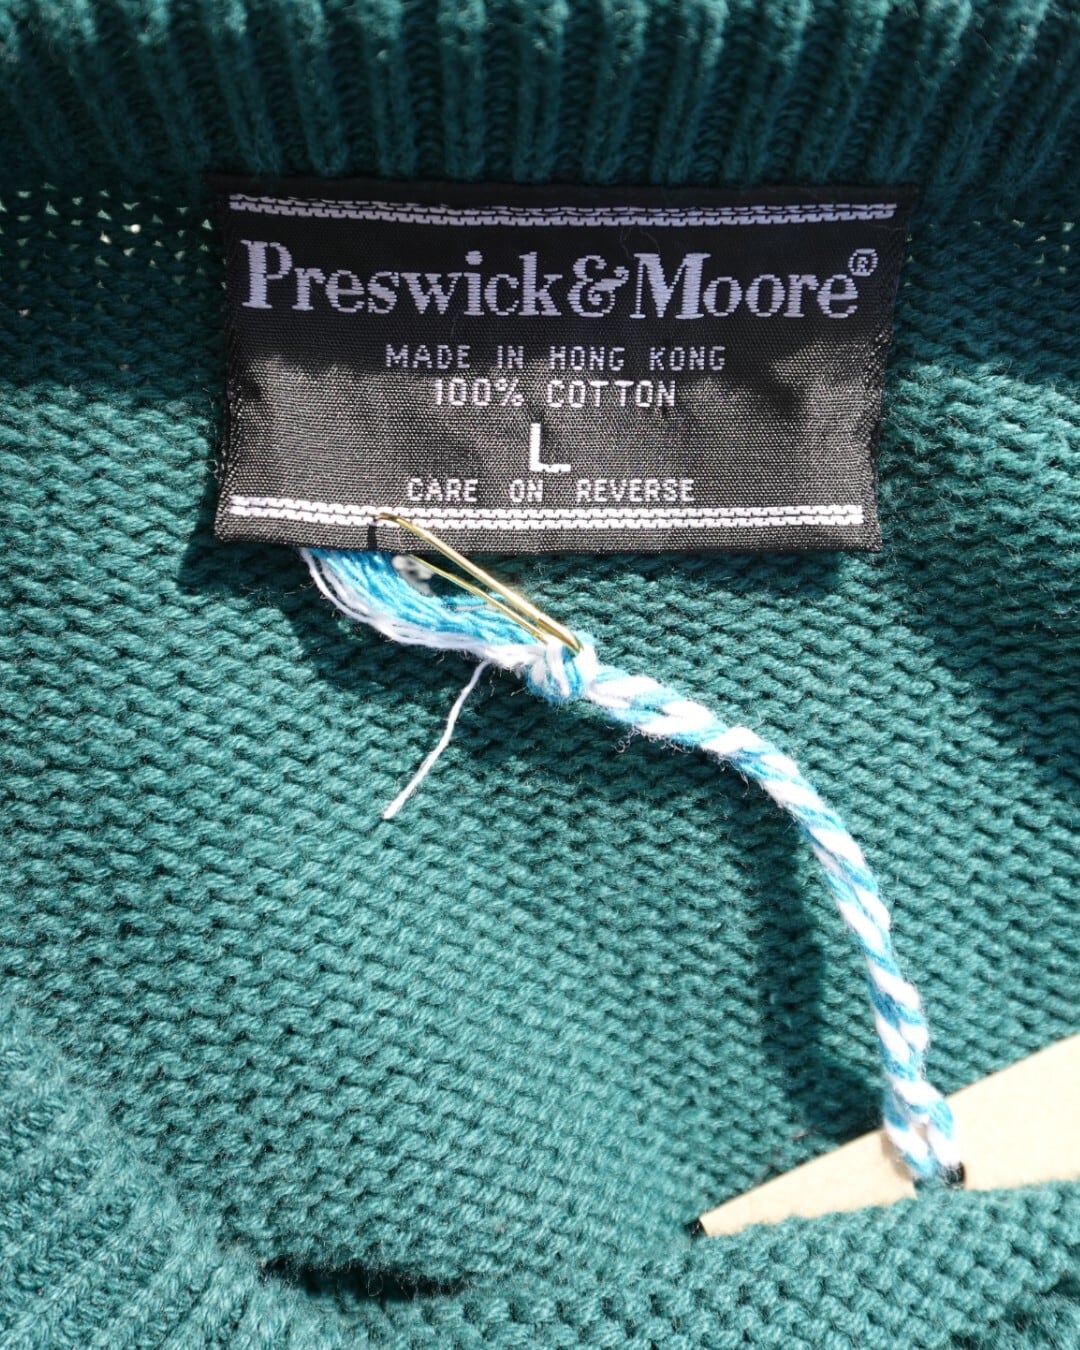 Preswick&Moore®
MADE IN HONG KONG
100% COTTON
L
CARE ON REVERSE